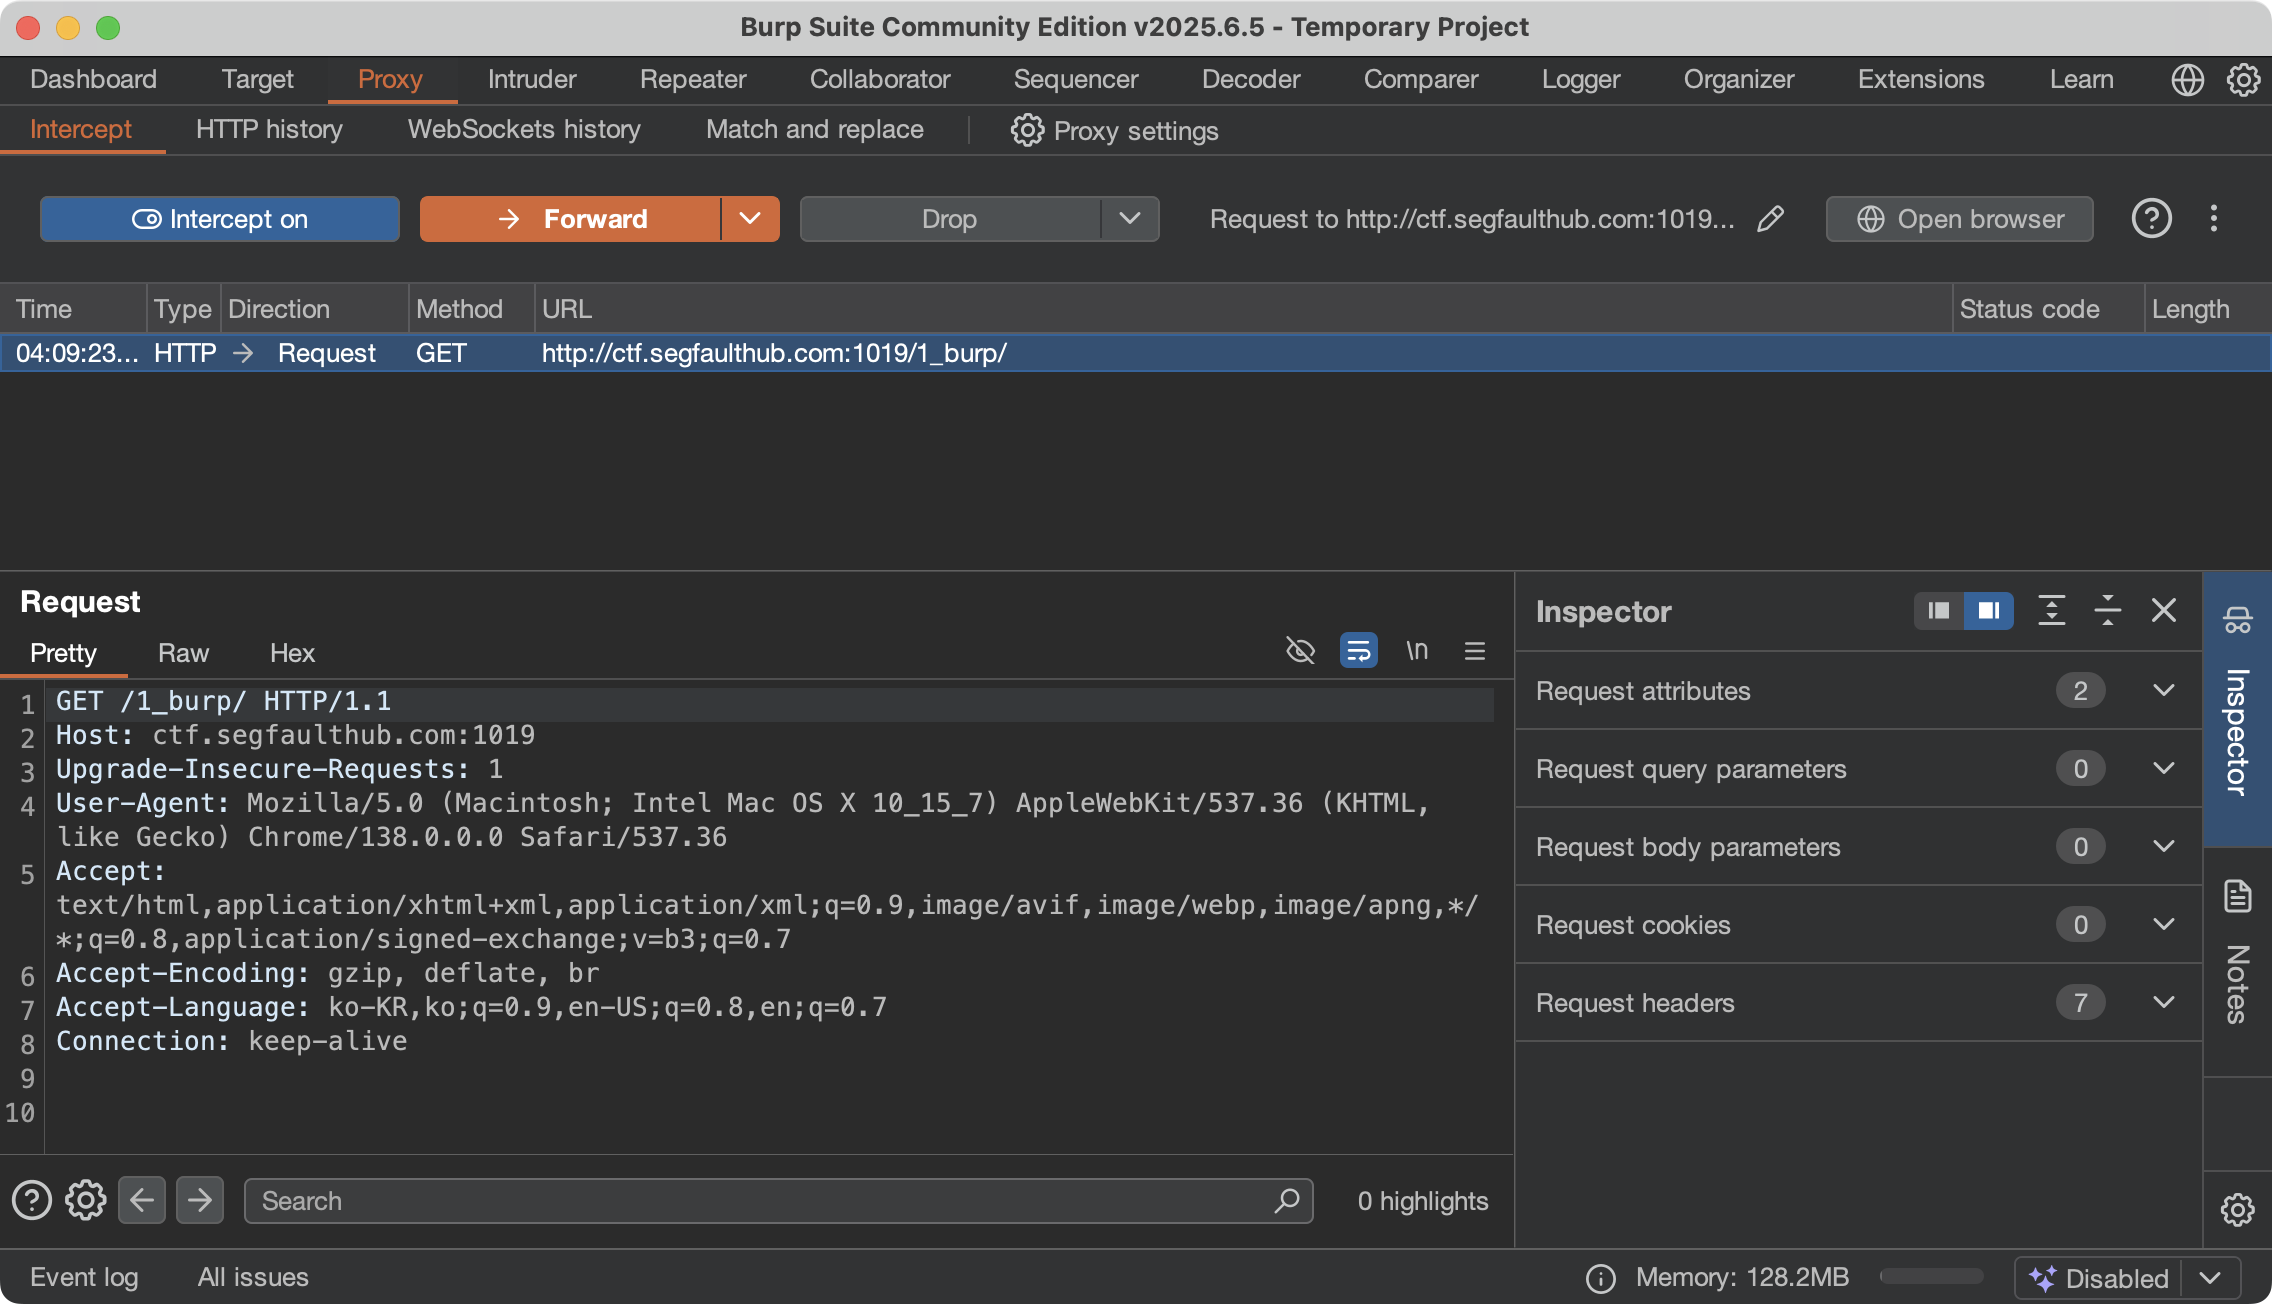 Burp Suite Community Edition v2025.6.5 - Temporary Project
Dashboard Target Proxy Intruder Repeater Collaborator Sequencer Decoder Comparer Logger Organizer Extensions Learn
Intercept HTTP history WebSockets history Match and replace Proxy settings
Intercept on Forward Drop Request to http://ctf.segfaulthub.com:1019... Open browser
Time Type Direction Method URL Status code Length
04:09:23... HTTP Request GET http://ctf.segfaulthub.com:1019/1_burp/
Request
Pretty Raw Hex \n
1 GET /1_burp/ HTTP/1.1
2 Host: ctf.segfaulthub.com:1019
3 Upgrade-Insecure-Requests: 1
4 User-Agent: Mozilla/5.0 (Macintosh; Intel Mac OS X 10_15_7) AppleWebKit/537.36 (KHTML,
like Gecko) Chrome/138.0.0.0 Safari/537.36
5 Accept:
text/html,application/xhtml+xml,application/xml;q=0.9,image/avif,image/webp,image/apng,*/
*;q=0.8,application/signed-exchange;v=b3;q=0.7
6 Accept-Encoding: gzip, deflate, br
7 Accept-Language: ko-KR,ko;q=0.9,en-US;q=0.8,en;q=0.7
8 Connection: keep-alive
9
10
Search 0 highlights
Inspector
Request attributes 2
Request query parameters 0
Request body parameters 0
Request cookies 0
Request headers 7
Inspector
Notes
Event log All issues Memory: 128.2MB Disabled